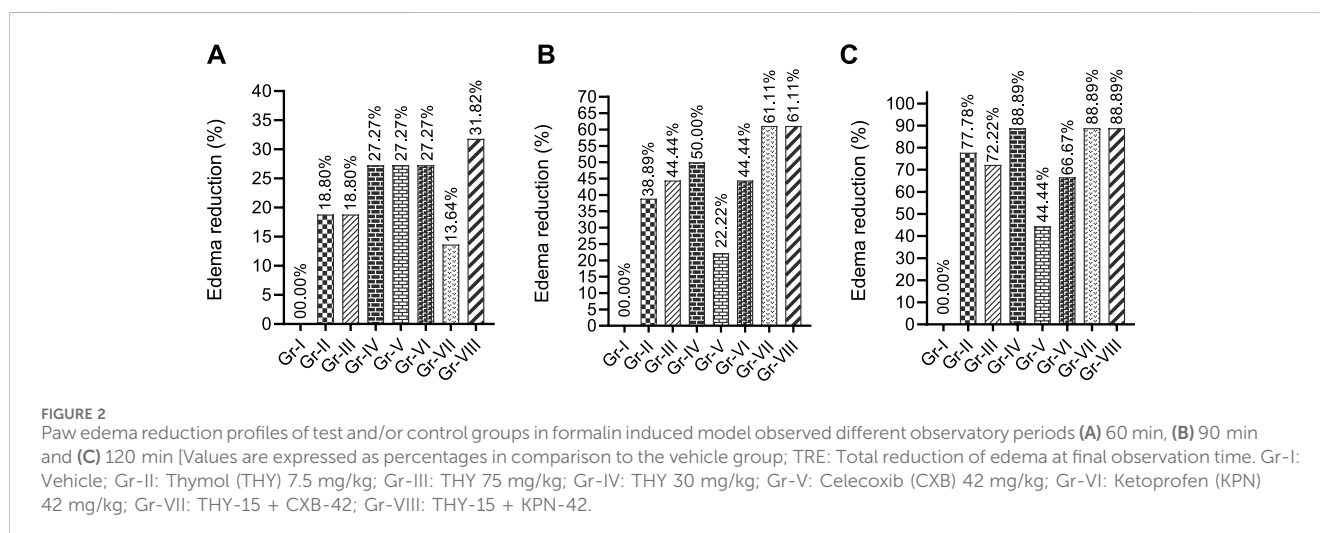 A
B
C
Edema reduction (%)
40
35
30
25
20
15
10
5
0
00.00%
18.80%
18.80%
27.27%
27.27%
27.27%
13.64%
31.82%
Gr-I
Gr-II
Gr-III
Gr-IV
Gr-V
Gr-VI
Gr-VII
Gr-VIII
Edema reduction (%)
70
65
60
55
50
45
40
35
30
25
20
15
10
5
0
00.00%
38.89%
44.44%
50.00%
22.22%
44.44%
61.11%
61.11%
Gr-I
Gr-II
Gr-III
Gr-IV
Gr-V
Gr-VI
Gr-VII
Gr-VIII
Edema reduction (%)
100
90
80
70
60
50
40
30
20
10
0
00.00%
77.78%
72.22%
88.89%
44.44%
66.67%
88.89%
88.89%
Gr-I
Gr-II
Gr-III
Gr-IV
Gr-V
Gr-VI
Gr-VII
Gr-VIII
FIGURE 2
Paw edema reduction profiles of test and/or control groups in formalin induced model observed different observatory periods (A) 60 min, (B) 90 min
and (C) 120 min [Values are expressed as percentages in comparison to the vehicle group; TRE: Total reduction of edema at final observation time. Gr-I:
Vehicle; Gr-II: Thymol (THY) 7.5 mg/kg; Gr-III: THY 75 mg/kg; Gr-IV: THY 30 mg/kg; Gr-V: Celecoxib (CXB) 42 mg/kg; Gr-VI: Ketoprofen (KPN)
42 mg/kg; Gr-VII: THY-15 + CXB-42; Gr-VIII: THY-15 + KPN-42.